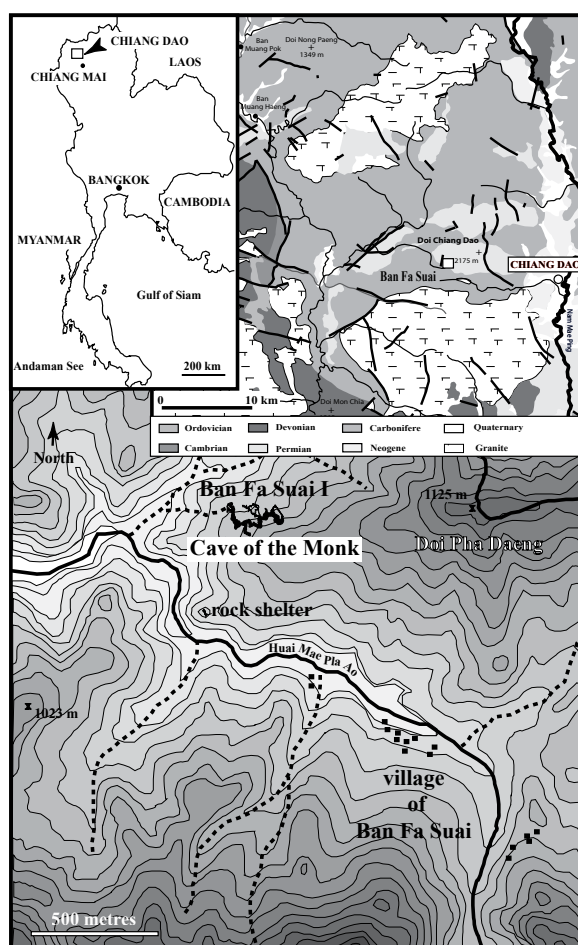 CHIANG DAO
CHIANG MAI
LAOS
BANGKOK
CAMBODIA
MYANMAR
Gulf of Siam
Andaman See
200 km
Ban
Muang Pok
Doi Nong Paeng
1349 m
Ban
Muang Haeng
Doi Chiang Dao
2175 m
Ban Fa Suai
CHIANG DAO
Nam Mae Ping
Doi Mon Chia
0
10 km
Ordovician
Devonian
Carbonifere
Quaternary
Cambrian
Permian
Neogene
Granite
North
Ban Fa Suai I
Cave of the Monk
1125 m
Doi Pha Daeng
rock shelter
Huai Mae Pla Ao
1023 m
village
of
Ban Fa Suai
500 metres